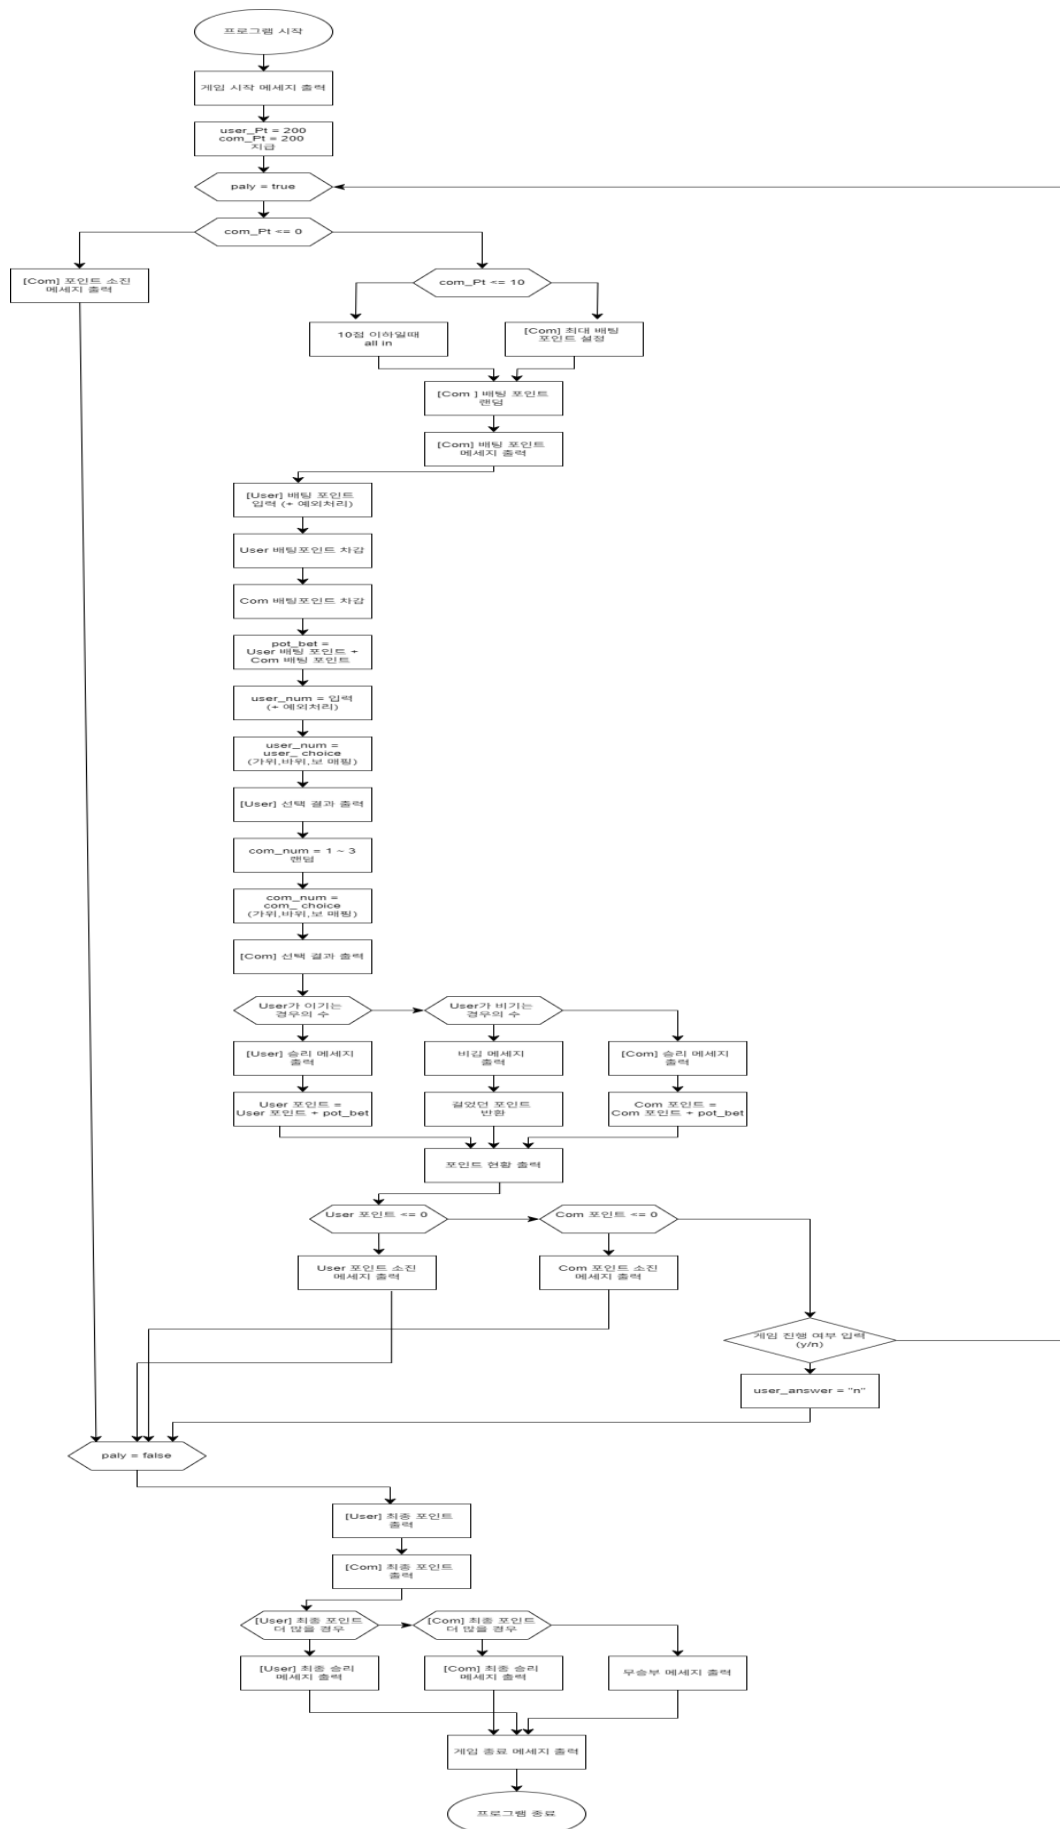 프로그램 시작
게임 시작 메세지 출력
user_Pt = 200
com_Pt = 200
지급
paly = true
com_Pt <= 0
[Com] 포인트 소진
메세지 출력
com_Pt <= 10
10점 이하일때
all in
[Com] 최대 배팅
포인트 설정
[Com ] 배팅 포인트
랜덤
[Com] 배팅 포인트
메세지 출력
[User] 배팅 포인트
입력 (+ 예외처리)
User 배팅포인트 차감
Com 배팅포인트 차감
pot_bet =
User 배팅 포인트 +
Com 배팅 포인트
user_num = 입력
(+ 예외처리)
user_num =
user_ choice
(가위,바위,보 매핑)
[User] 선택 결과 출력
com_num = 1 ~ 3
랜덤
com_num =
com_ choice
(가위,바위,보 매핑)
[Com] 선택 결과 출력
User가 이기는
경우의 수
User가 비기는
경우의 수
[User] 승리 메세지
출력
비김 메세지
출력
[Com] 승리 메세지
출력
User 포인트 =
User 포인트 + pot_bet
걸었던 포인트
반환
Com 포인트 =
Com 포인트 + pot_bet
포인트 현황 출력
User 포인트 <= 0
Com 포인트 <= 0
User 포인트 소진
메세지 출력
Com 포인트 소진
메세지 출력
게임 진행 여부 입력
(y/n)
user_answer = "n"
paly = false
[User] 최종 포인트
출력
[Com] 최종 포인트
출력
[User] 최종 포인트
더 많을 경우
[Com] 최종 포인트
더 많을 경우
[User] 최종 승리
메세지 출력
[Com] 최종 승리
메세지 출력
무승부 메세지 출력
게임 종료 메세지 출력
프로그램 종료